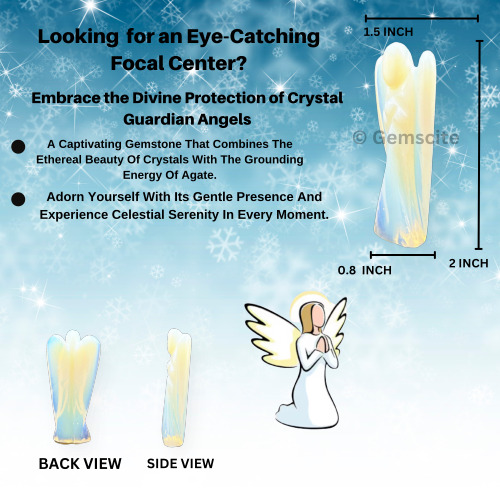 Looking for an Eye-Catching
Focal Center?
Embrace the Divine Protection of Crystal
Guardian Angels
A Captivating Gemstone That Combines The
Ethereal Beauty Of Crystals With The Grounding
Energy Of Agate.
Adorn Yourself With Its Gentle Presence And
Experience Celestial Serenity In Every Moment.
1.5 INCH
© Gemscite
0.8 INCH
2 INCH
BACK VIEW
SIDE VIEW